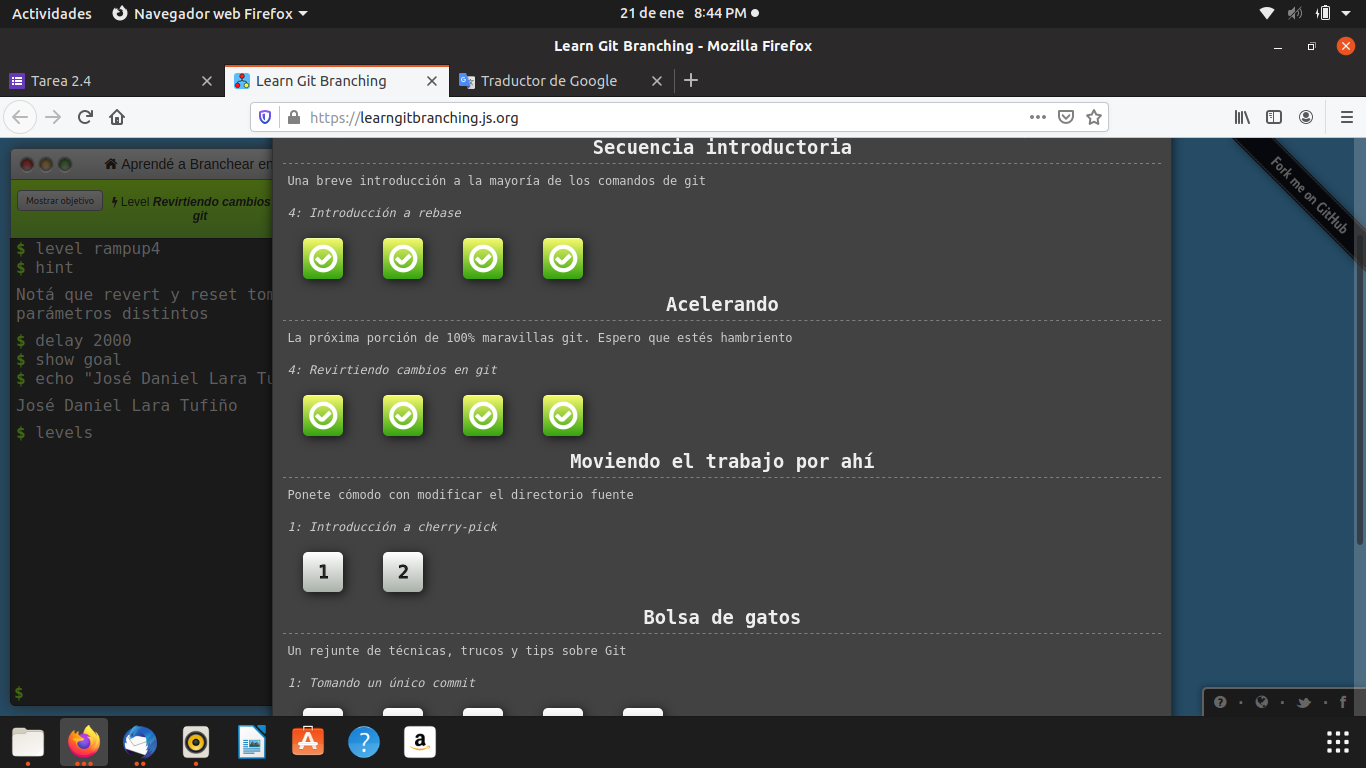 Actividades Navegador web Firefox 21 de ene 8:44 PM
Learn Git Branching - Mozilla Firefox
Tarea 2.4 Learn Git Branching Traductor de Google
https://learngitbranching.js.org
Aprendé a Branchear en
Mostrar objetivo
Level Revirtiendo cambios
git
$ level rampup4
$ hint
Notá que revert y reset tom
parámetros distintos
$ delay 2000
$ show goal
$ echo "José Daniel Lara Tu
José Daniel Lara Tufiño
$ levels
$
Secuencia introductoria
Una breve introducción a la mayoría de los comandos de git
4: Introducción a rebase
Acelerando
La próxima porción de 100% maravillas git. Espero que estés hambriento
4: Revirtiendo cambios en git
Moviendo el trabajo por ahí
Ponete cómodo con modificar el directorio fuente
1: Introducción a cherry-pick
1 2
Bolsa de gatos
Un rejunte de técnicas, trucos y tips sobre Git
1: Tomando un único commit
Fork me on GitHub